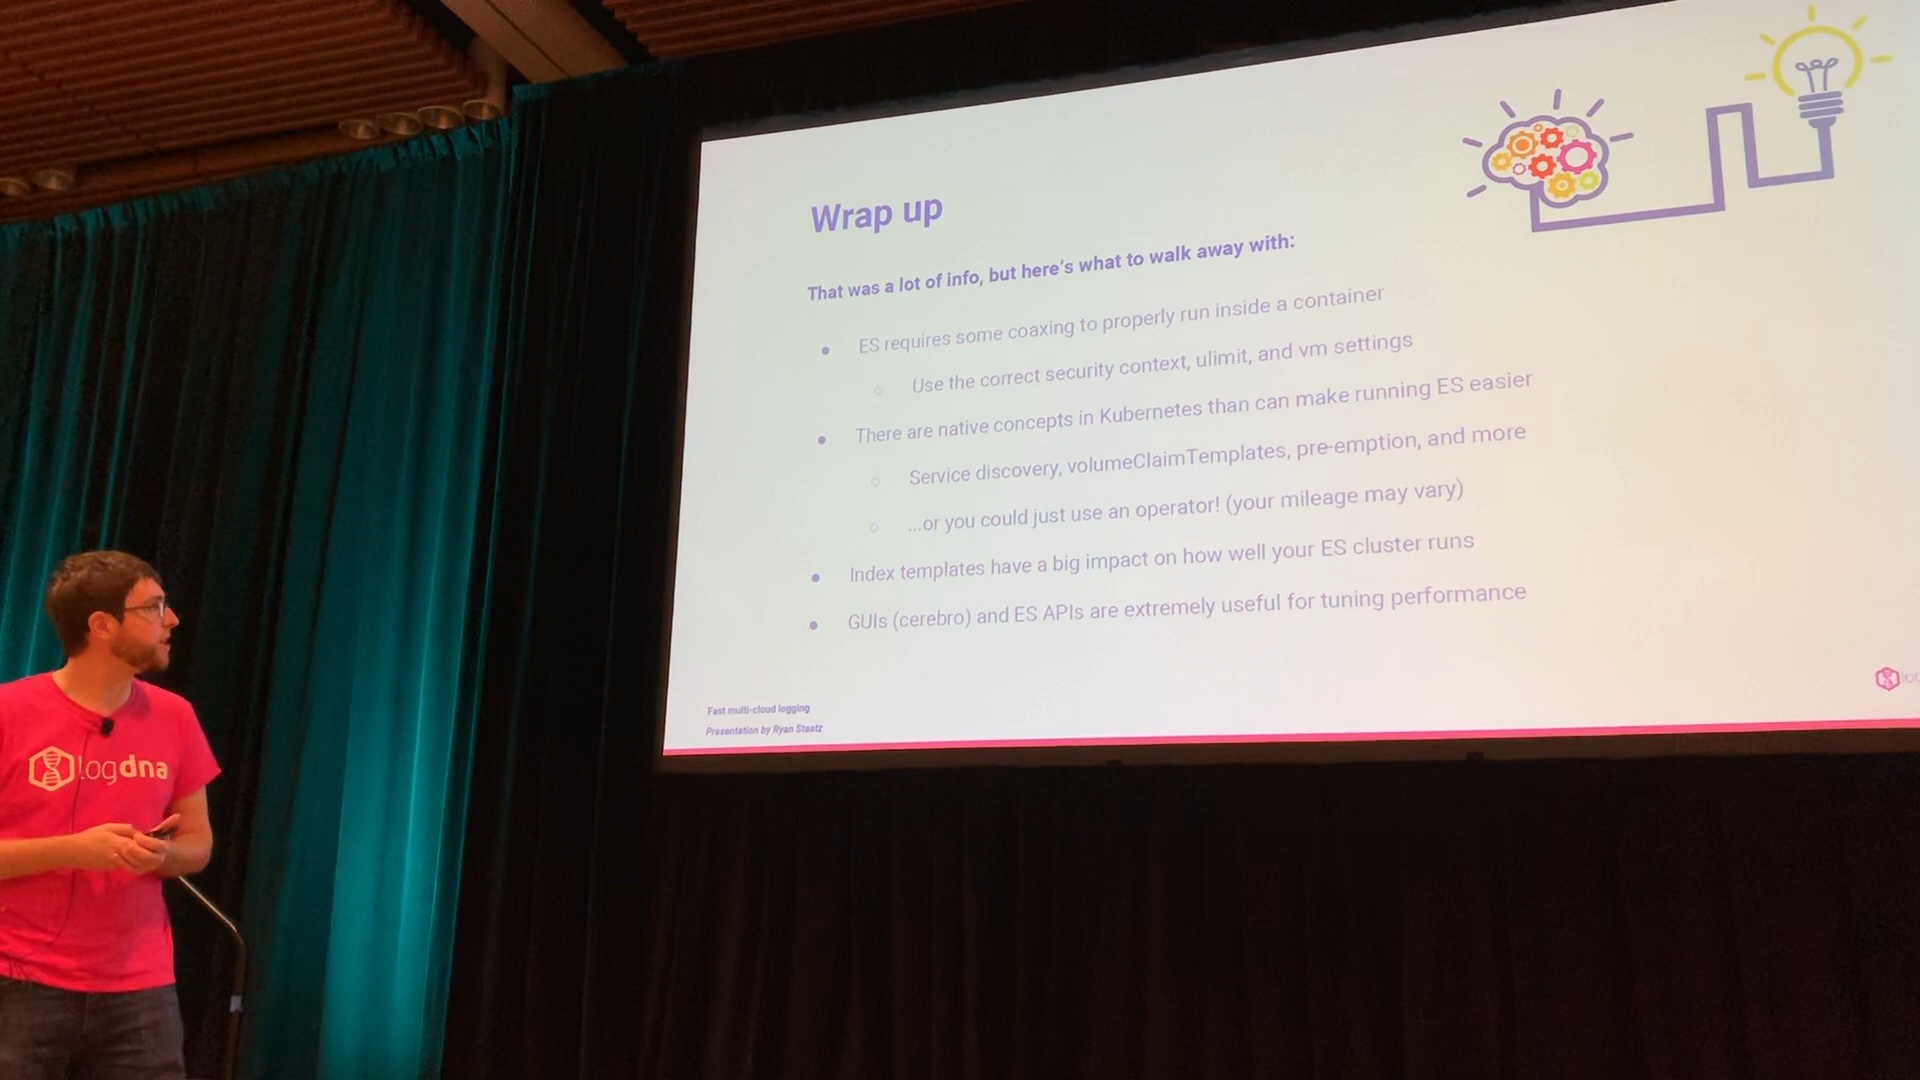 Wrap up
That was a lot of info, but here's what to walk away with:
● ES requires some coaxing to properly run inside a container
○ Use the correct security context, ulimit, and vm settings
● There are native concepts in Kubernetes than can make running ES easier
○ Service discovery, volumeClaimTemplates, pre-emption, and more
○ ...or you could just use an operator! (your mileage may vary)
● Index templates have a big impact on how well your ES cluster runs
● GUIs (cerebro) and ES APIs are extremely useful for tuning performance
Fast multi-cloud logging
Presentation by Ryan Staatz
logdna